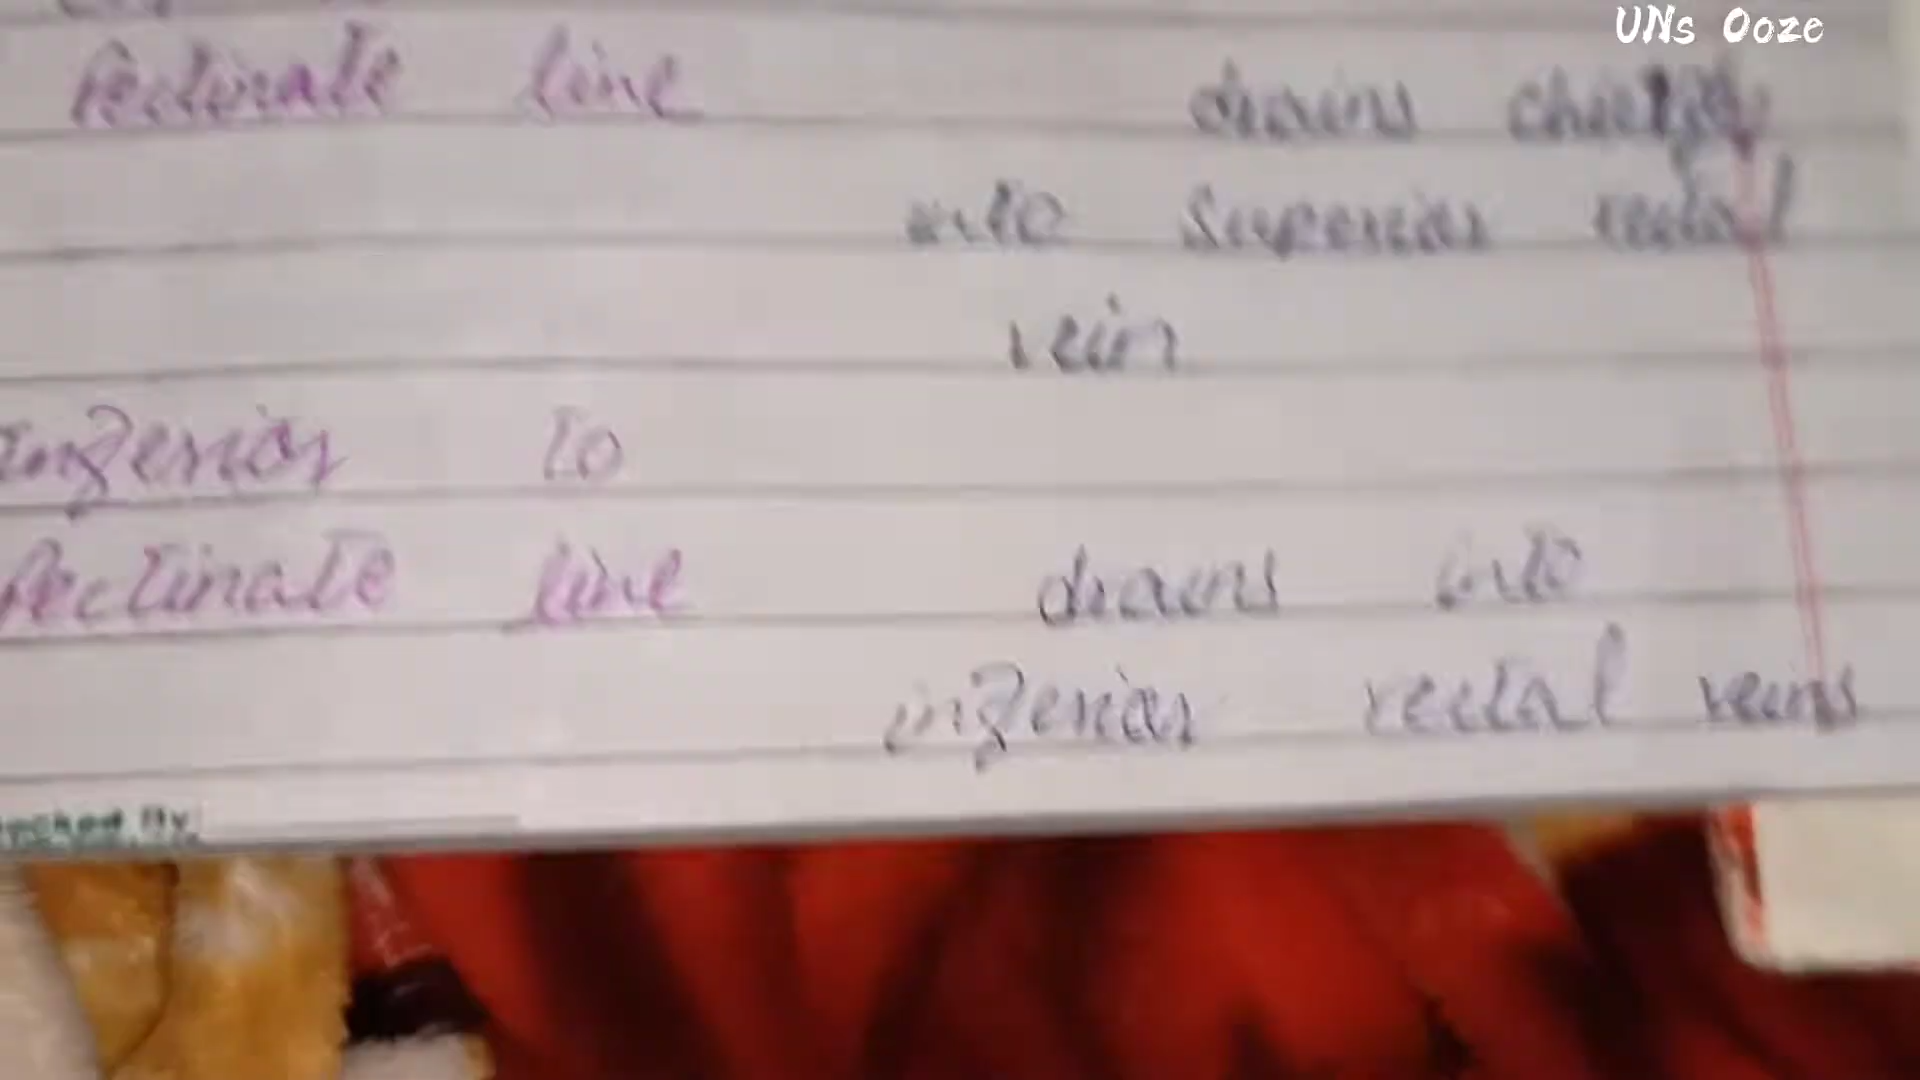 UNs Ooze
Pectinate line drains chiefly
into Superior rectal
vein
Inferior to
Pectinate line drains into
inferior rectal veins